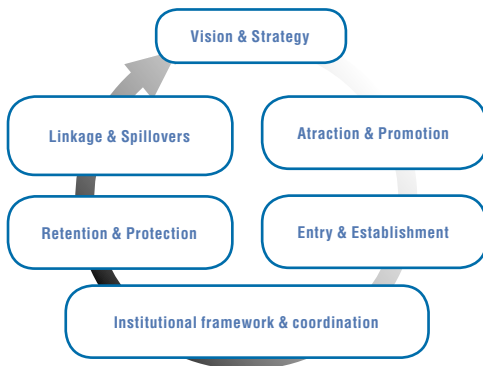 Vision & Strategy
Linkage & Spillovers
Atraction & Promotion
Retention & Protection
Entry & Establishment
Institutional framework & coordination